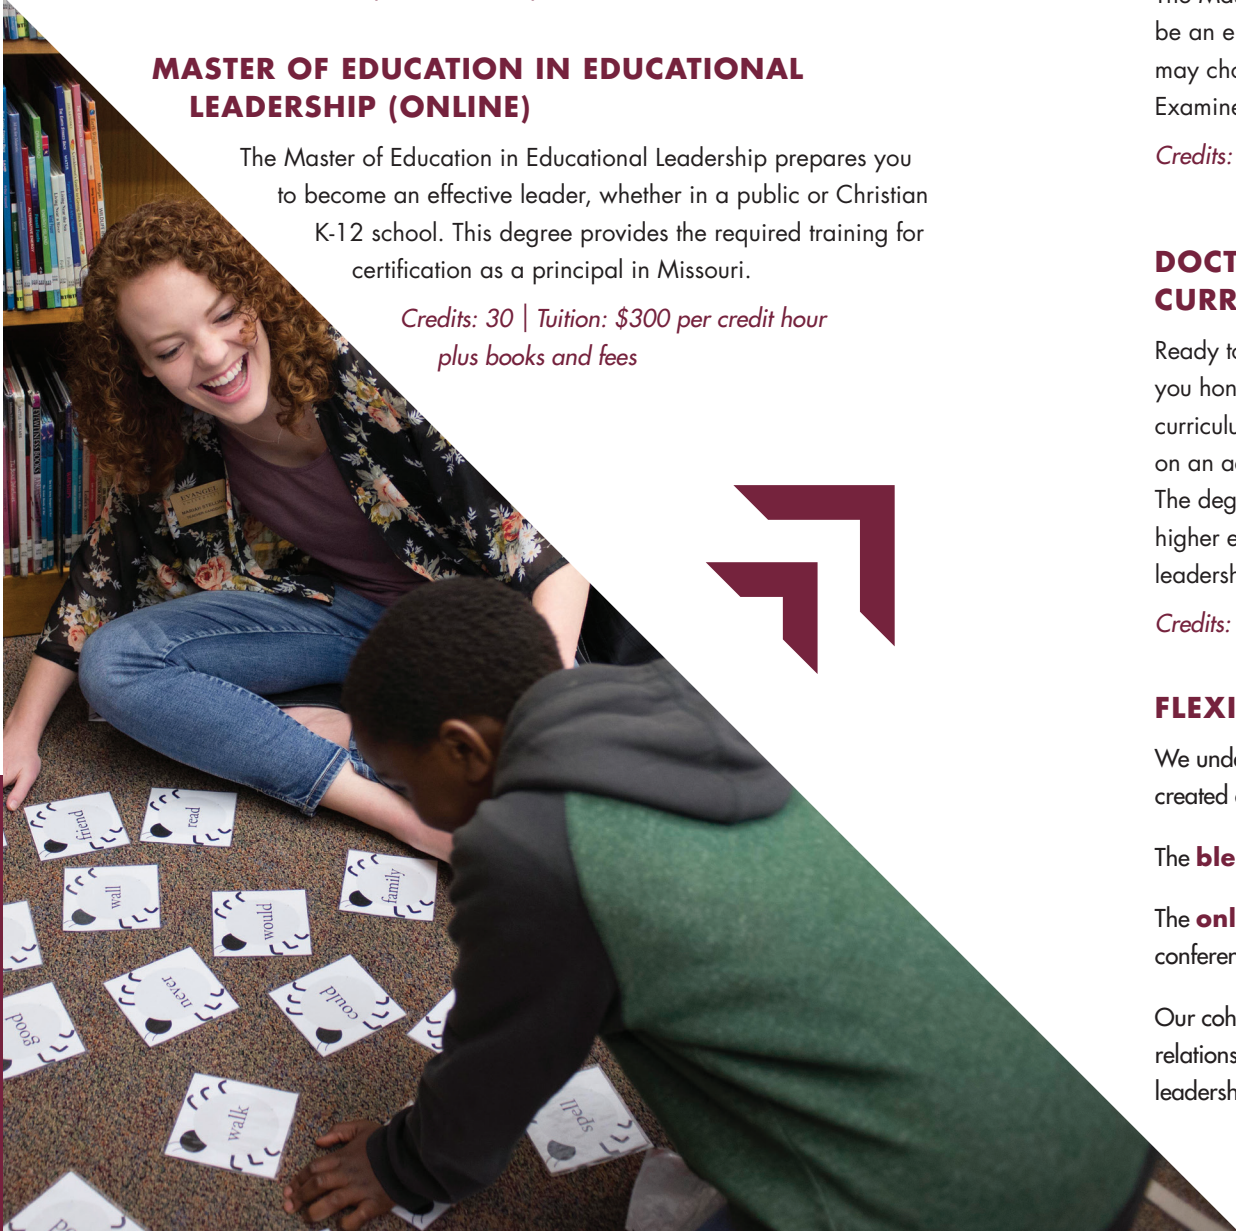 MASTER OF EDUCATION IN EDUCATIONAL
LEADERSHIP (ONLINE)
The Master of Education in Educational Leadership prepares you
to become an effective leader, whether in a public or Christian
K-12 school. This degree provides the required training for
certification as a principal in Missouri.
Credits: 30 | Tuition: $300 per credit hour
plus books and fees
be an e
may cho
Examine
Credits:
DOCT
CURR
Ready to
you hon
curriculu
on an a
The deg
higher e
leadersh
Credits:
FLEXI
We unde
created
The ble
The onl
conferen
Our coh
relations
leadersh
EVANGEL
friend
read
wall
would
family
never
could
good
walk
spell